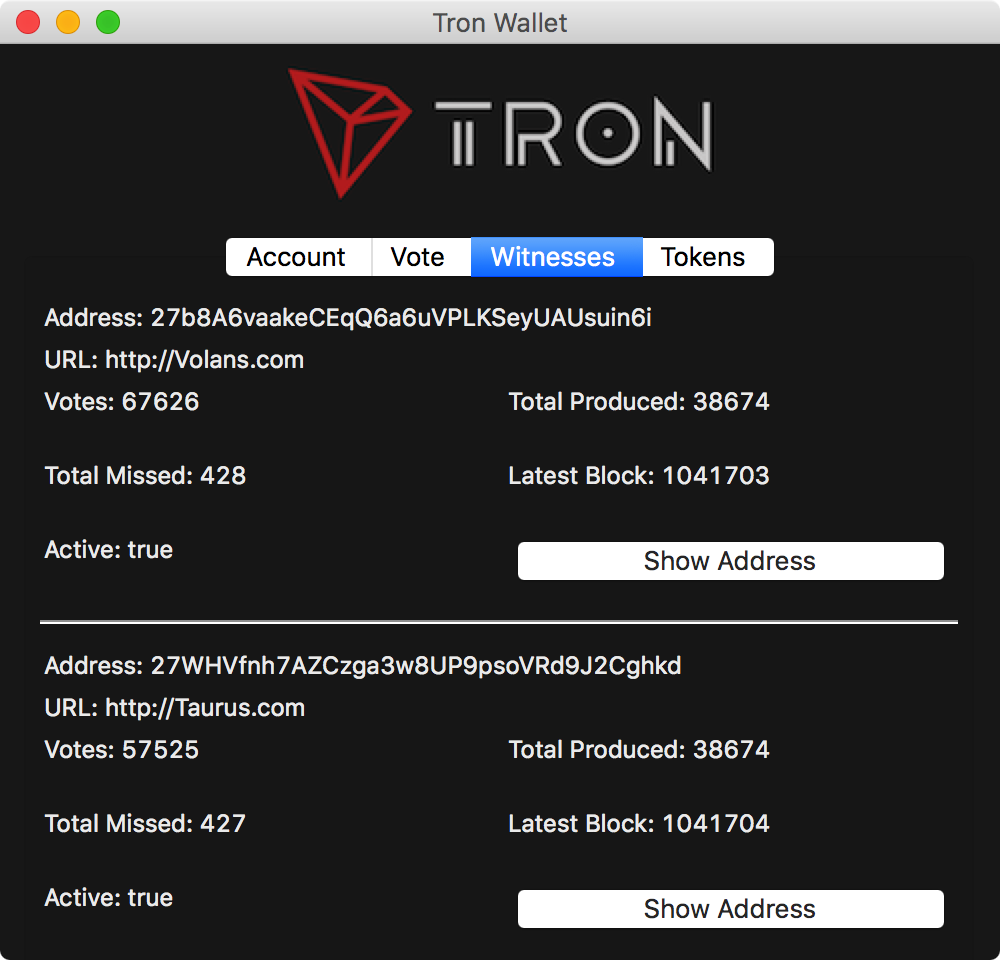 Tron Wallet
TRON
Account Vote Witnesses Tokens
Address: 27b8A6vaakeCEqQ6a6uVPLKSeyUAUsuin6i
URL: http://Volans.com
Votes: 67626 Total Produced: 38674
Total Missed: 428 Latest Block: 1041703
Active: true Show Address
Address: 27WHVfnh7AZCzga3w8UP9psoVRd9J2Cghkd
URL: http://Taurus.com
Votes: 57525 Total Produced: 38674
Total Missed: 427 Latest Block: 1041704
Active: true Show Address